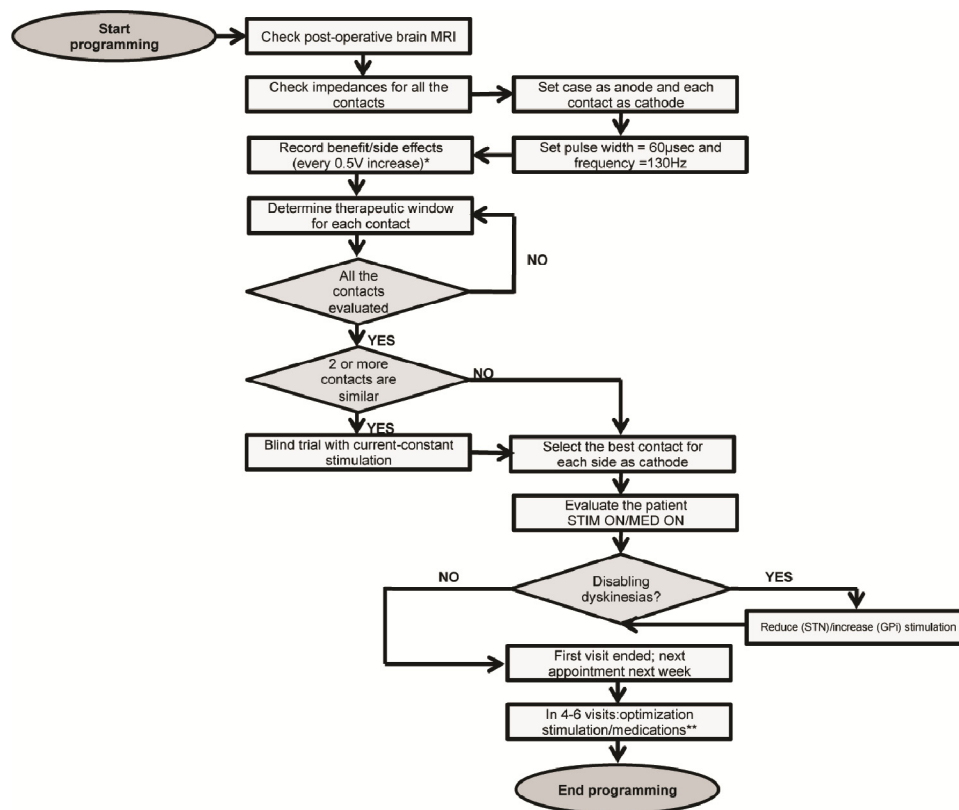 Start
programming
Check post-operative brain MRI
Check impedances for all the
contacts
Set case as anode and each
contact as cathode
Record benefit/side effects
(every 0.5V increase)*
Set pulse width = 60µsec and
frequency =130Hz
Determine therapeutic window
for each contact
NO
All the
contacts
evaluated
YES
2 or more
contacts are
similar
NO
YES
Blind trial with current-constant
stimulation
Select the best contact for
each side as cathode
Evaluate the patient
STIM ON/MED ON
NO
Disabling
dyskinesias?
YES
Reduce (STN)/increase (GPi) stimulation
First visit ended; next
appointment next week
In 4-6 visits:optimization
stimulation/medications**
End programming